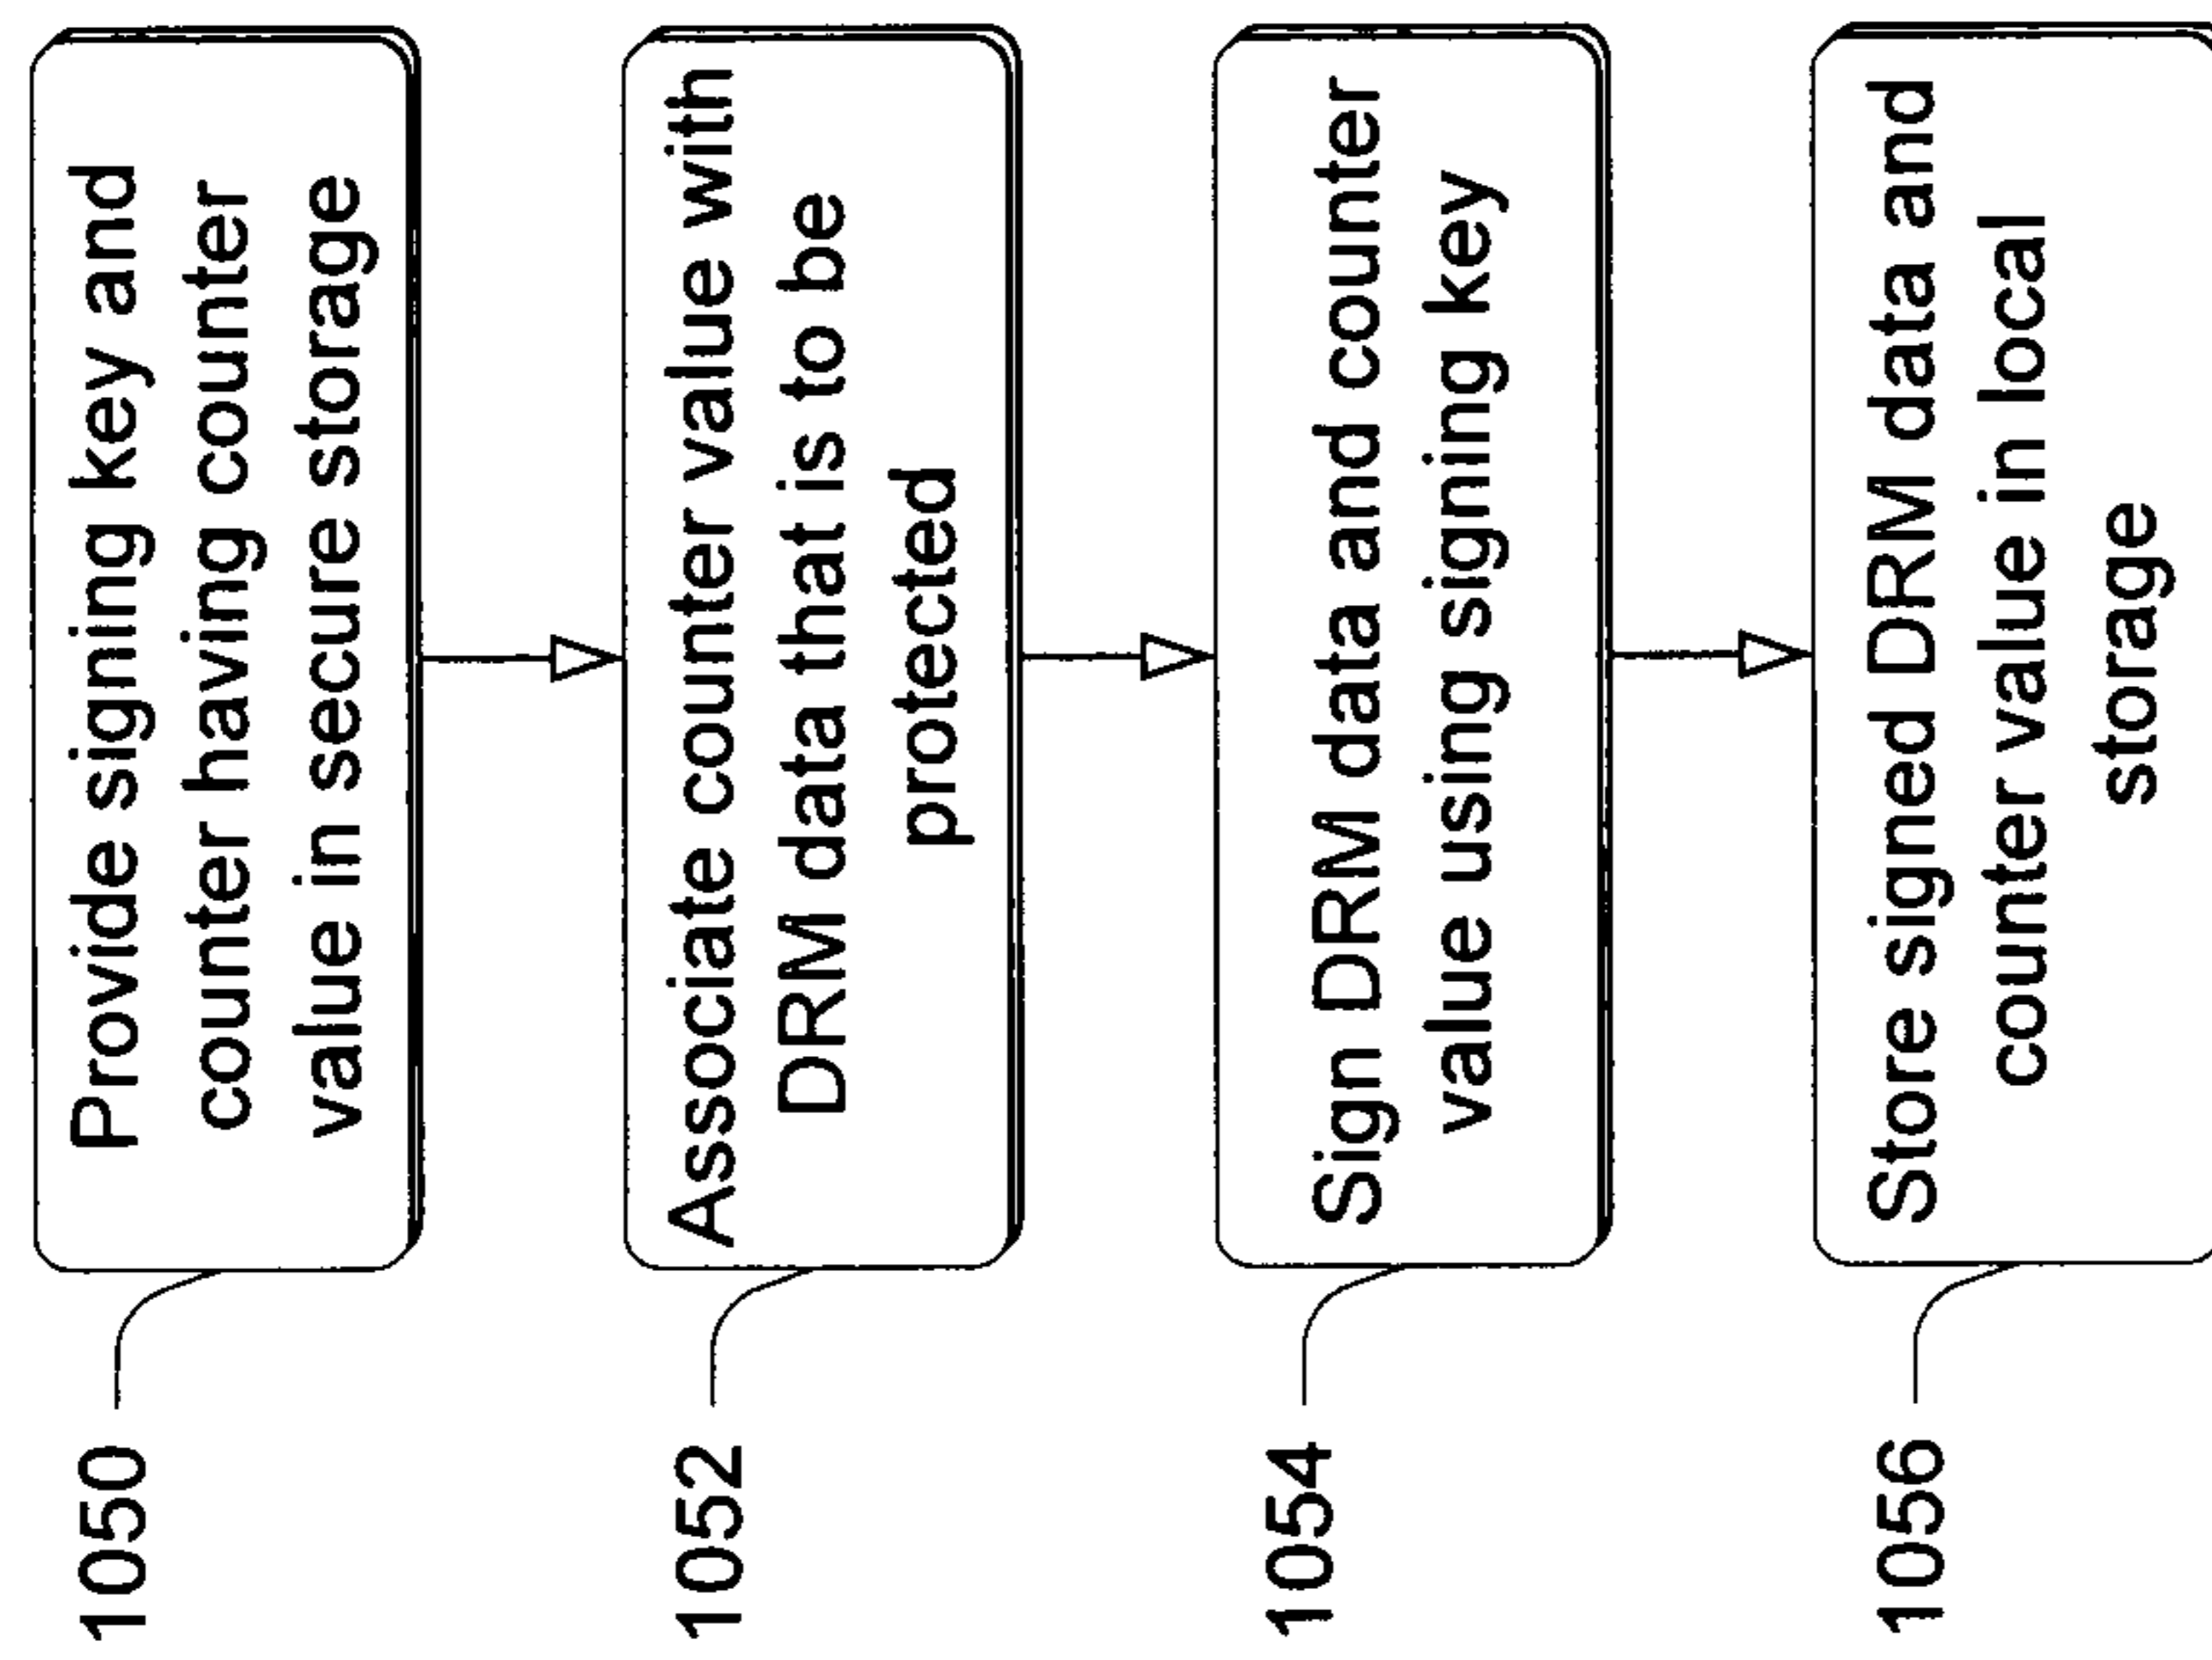 1050
Provide signing key and
counter having counter
value in secure storage
1052
Associate counter value with
DRM data that is to be
protected
1054
Sign DRM data and counter
value using signing key
1056
Store signed DRM data and
counter value in local
storage